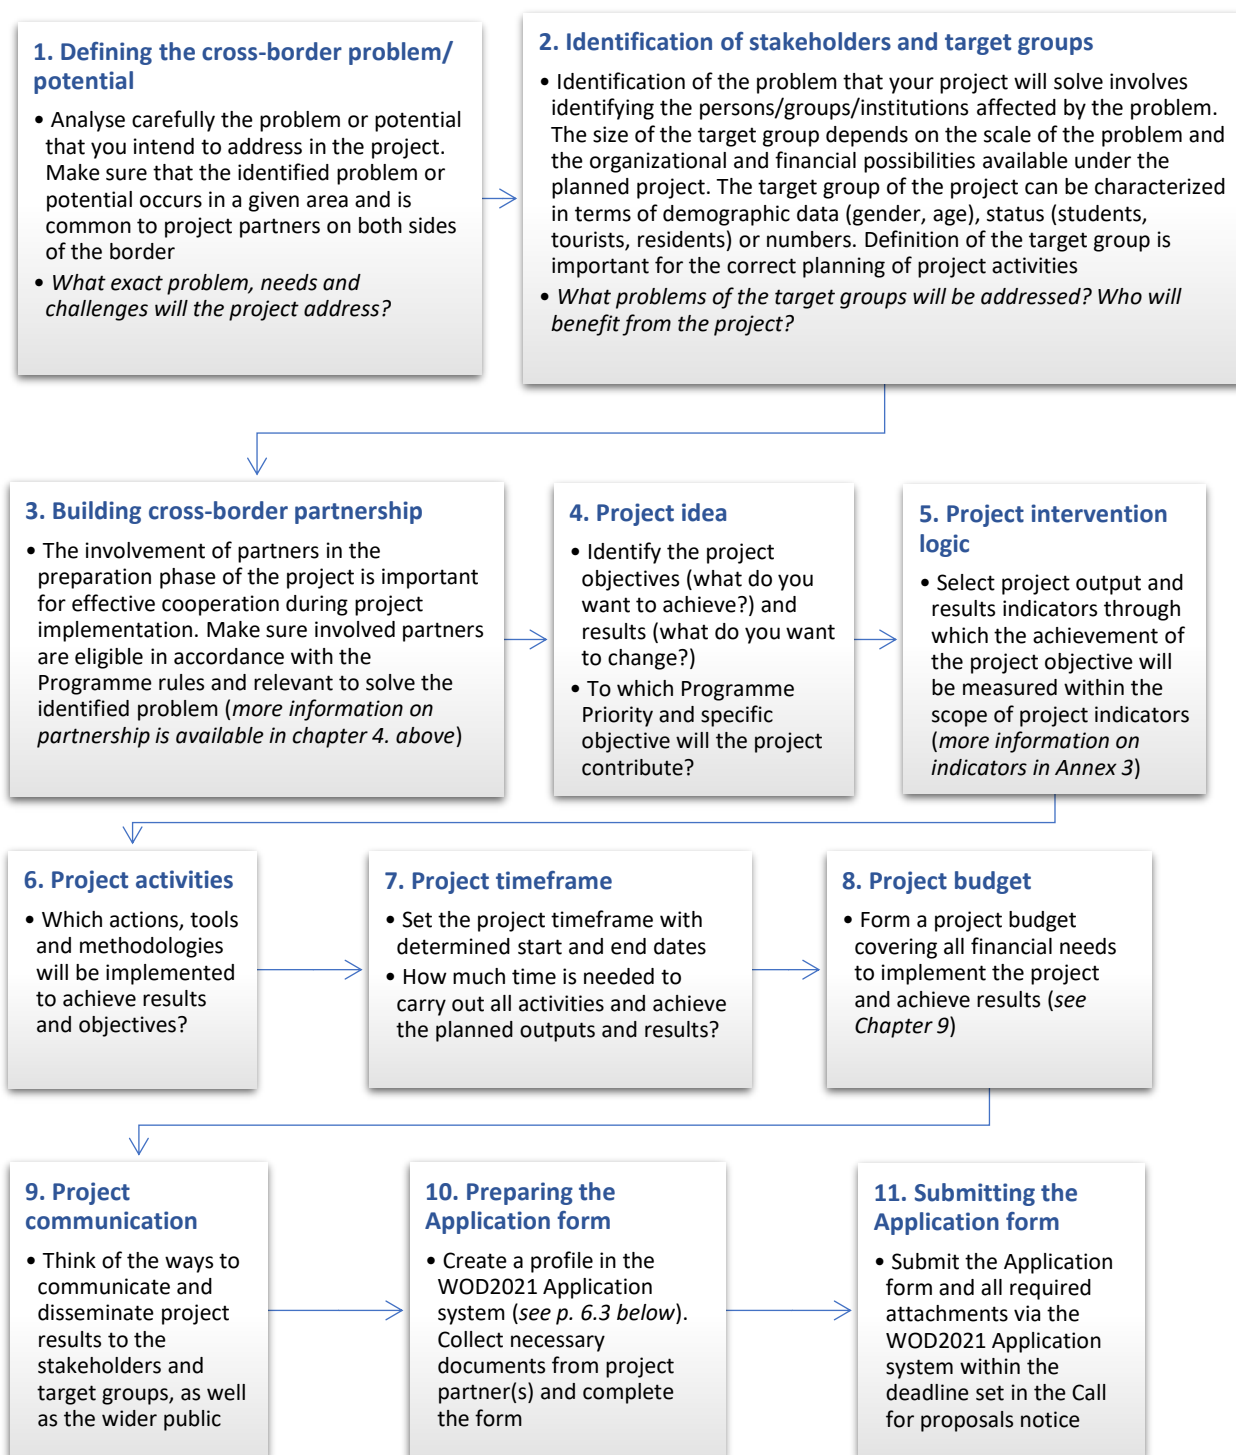 1. Defining the cross-border problem/
potential
• Analyse carefully the problem or potential
that you intend to address in the project.
Make sure that the identified problem or
potential occurs in a given area and is
common to project partners on both sides
of the border
• What exact problem, needs and
challenges will the project address?
2. Identification of stakeholders and target groups
• Identification of the problem that your project will solve involves
identifying the persons/groups/institutions affected by the problem.
The size of the target group depends on the scale of the problem and
the organizational and financial possibilities available under the
planned project. The target group of the project can be characterized
in terms of demographic data (gender, age), status (students,
tourists, residents) or numbers. Definition of the target group is
important for the correct planning of project activities
• What problems of the target groups will be addressed? Who will
benefit from the project?
3. Building cross-border partnership
• The involvement of partners in the
preparation phase of the project is important
for effective cooperation during project
implementation. Make sure involved partners
are eligible in accordance with the
Programme rules and relevant to solve the
identified problem (more information on
partnership is available in chapter 4. above)
4. Project idea
• Identify the project
objectives (what do you
want to achieve?) and
results (what do you want
to change?)
• To which Programme
Priority and specific
objective will the project
contribute?
5. Project intervention
logic
• Select project output and
results indicators through
which the achievement of
the project objective will
be measured within the
scope of project indicators
(more information on
indicators in Annex 3)
6. Project activities
• Which actions, tools
and methodologies
will be implemented
to achieve results
and objectives?
7. Project timeframe
• Set the project timeframe with
determined start and end dates
• How much time is needed to
carry out all activities and achieve
the planned outputs and results?
8. Project budget
• Form a project budget
covering all financial needs
to implement the project
and achieve results (see
Chapter 9)
9. Project
communication
• Think of the ways to
communicate and
disseminate project
results to the
stakeholders and
target groups, as well
as the wider public
10. Preparing the
Application form
• Create a profile in the
WOD2021 Application
system (see p. 6.3 below).
Collect necessary
documents from project
partner(s) and complete
the form
11. Submitting the
Application form
• Submit the Application
form and all required
attachments via the
WOD2021 Application
system within the
deadline set in the Call
for proposals notice